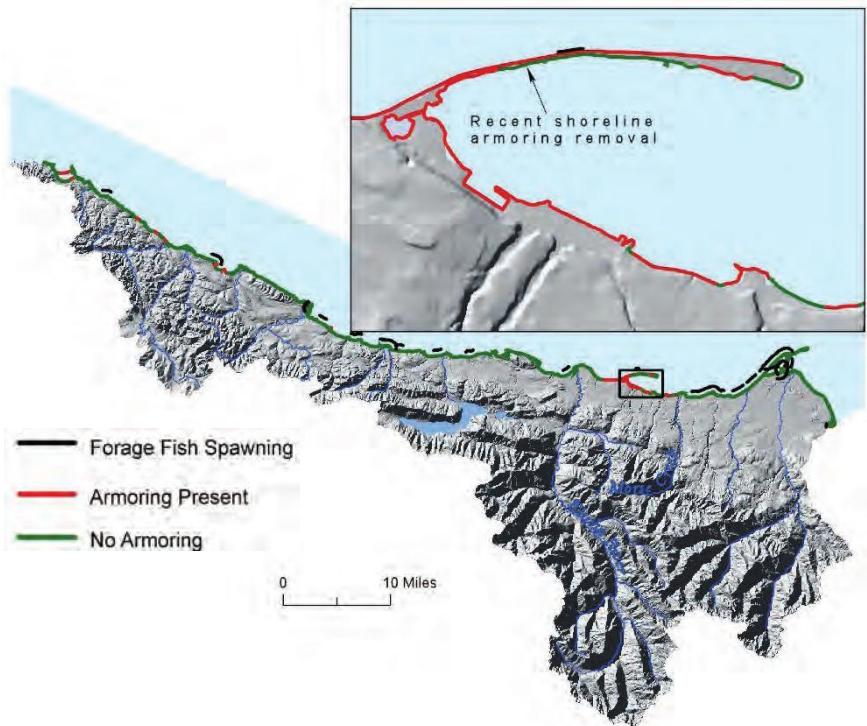 Recent shoreline
armoring removal
Forage Fish Spawning
Armoring Present
No Armoring
0 10 Miles